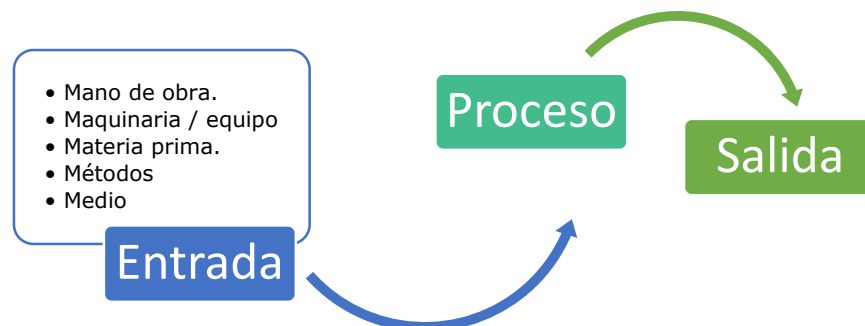 • Mano de obra.
• Maquinaria / equipo
• Materia prima.
• Métodos
• Medio
Entrada
Proceso
Salida